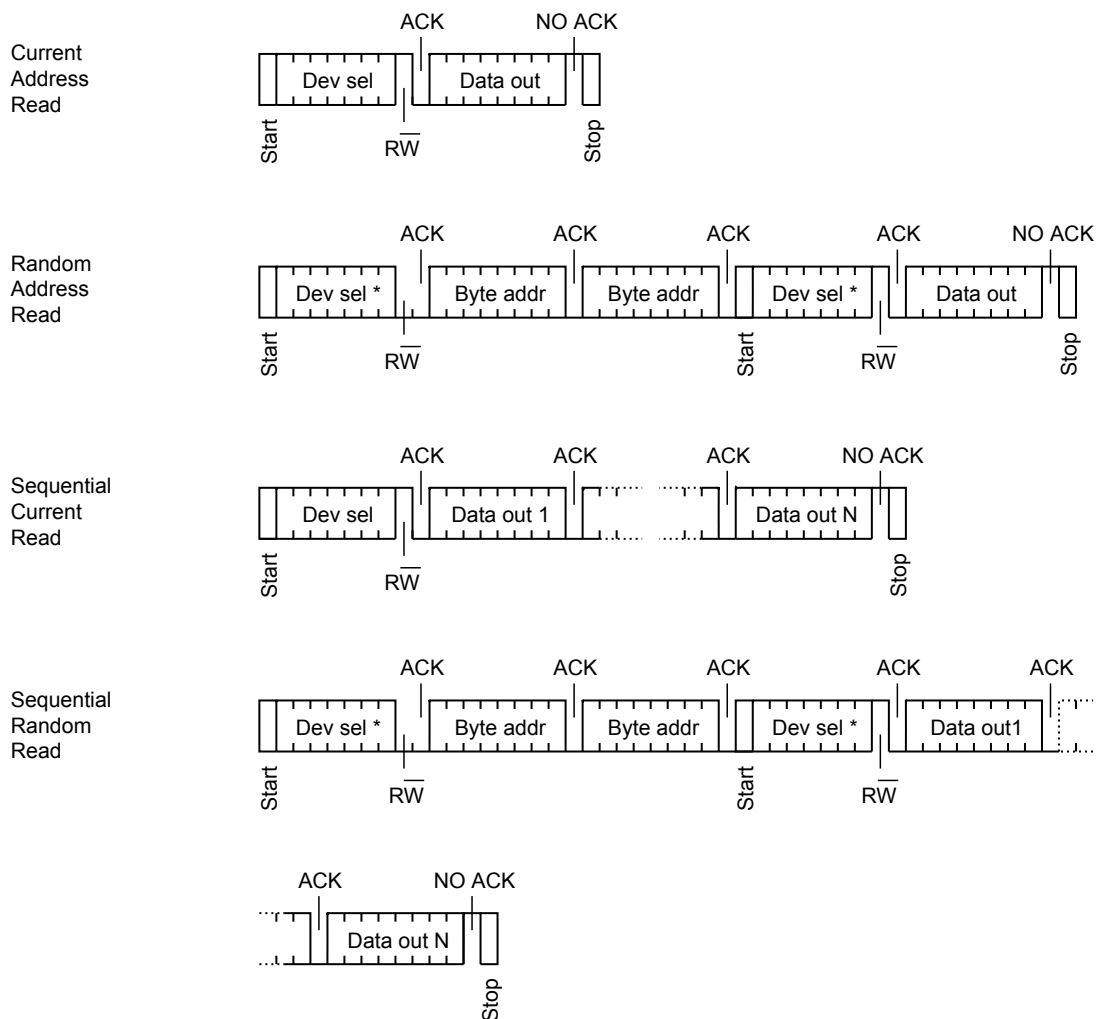 ACK NO ACK
Current
Address
Read
Dev sel Data out
Start RW̅ Stop
ACK ACK ACK ACK NO ACK
Random
Address
Read
Dev sel * Byte addr Byte addr Dev sel * Data out
Start RW̅ Start RW̅ Stop
ACK ACK ACK NO ACK
Sequential
Current
Read
Dev sel Data out 1 Data out N
Start RW̅ Stop
ACK ACK ACK ACK ACK
Sequential
Random
Read
Dev sel * Byte addr Byte addr Dev sel * Data out1
Start RW̅ Start RW̅
ACK NO ACK
Data out N
Stop